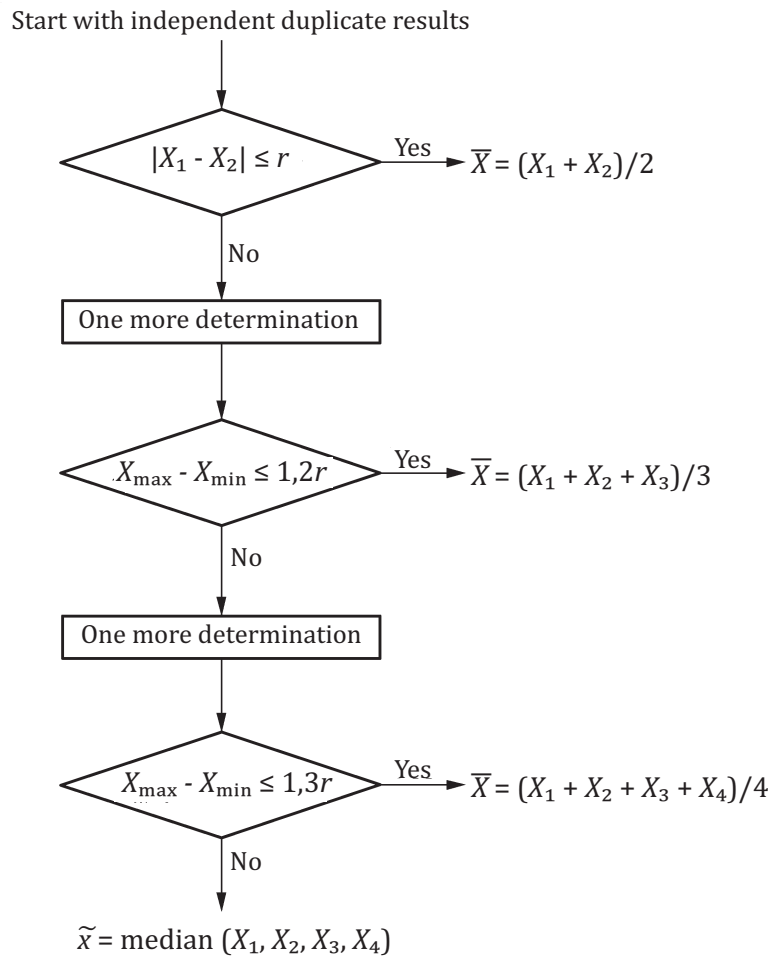 Start with independent duplicate results
|X₁ - X₂| ≤ r
Yes
X̅ = (X₁ + X₂)/2
No
One more determination
Xmax - Xmin ≤ 1,2r
Yes
X̅ = (X₁ + X₂ + X₃)/3
No
One more determination
Xmax - Xmin ≤ 1,3r
Yes
X̅ = (X₁ + X₂ + X₃ + X₄)/4
No
x̃ = median (X₁, X₂, X₃, X₄)